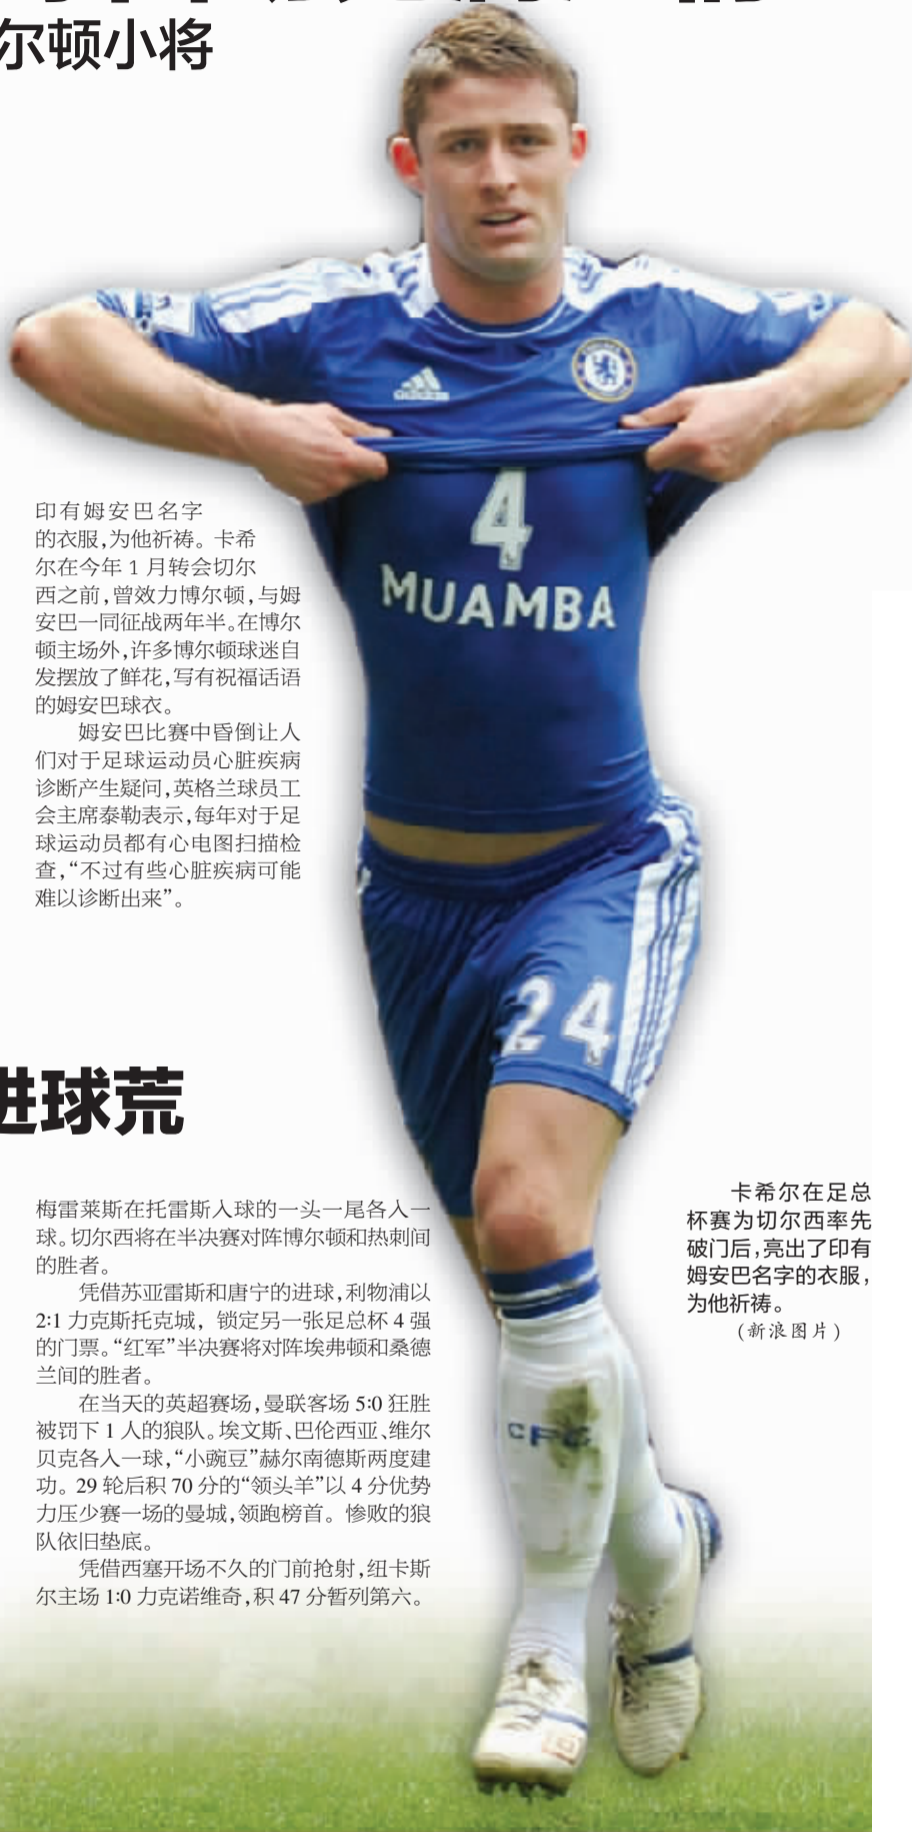 尔顿小将
adidas
4
MUAMBA
印有姆安巴名字
的衣服，为他祈祷。卡希
尔在今年 1 月转会切尔
西之前，曾效力博尔顿，与姆
安巴一同征战两年半。在博尔
顿主场外，许多博尔顿球迷自
发摆放了鲜花，写有祝福话语
的姆安巴球衣。
姆安巴比赛中昏倒让人
们对于足球运动员心脏疾病
诊断产生疑问，英格兰球员工
会主席泰勒表示，每年对于足
球运动员都有心电图扫描检
查，“不过有些心脏疾病可能
难以诊断出来”。
24
进球荒
梅雷莱斯在托雷斯入球的一头一尾各入一
球。切尔西将在半决赛对阵博尔顿和热刺间
的胜者。
凭借苏亚雷斯和唐宁的进球，利物浦以
2:1 力克斯托克城，锁定另一张足总杯 4 强
的门票。“红军”半决赛将对阵埃弗顿和桑德
兰间的胜者。
在当天的英超赛场，曼联客场 5:0 狂胜
被罚下 1 人的狼队。埃文斯、巴伦西亚、维尔
贝克各入一球，“小豌豆”赫尔南德斯两度建
功。29 轮后积 70 分的“领头羊”以 4 分优势
力压少赛一场的曼城，领跑榜首。惨败的狼
队依旧垫底。
凭借西塞开场不久的门前抢射，纽卡斯
尔主场 1:0 力克诺维奇，积 47 分暂列第六。
卡希尔在足总
杯赛为切尔西率先
破门后，亮出了印有
姆安巴名字的衣服，
为他祈祷。
（新浪图片）
CFC